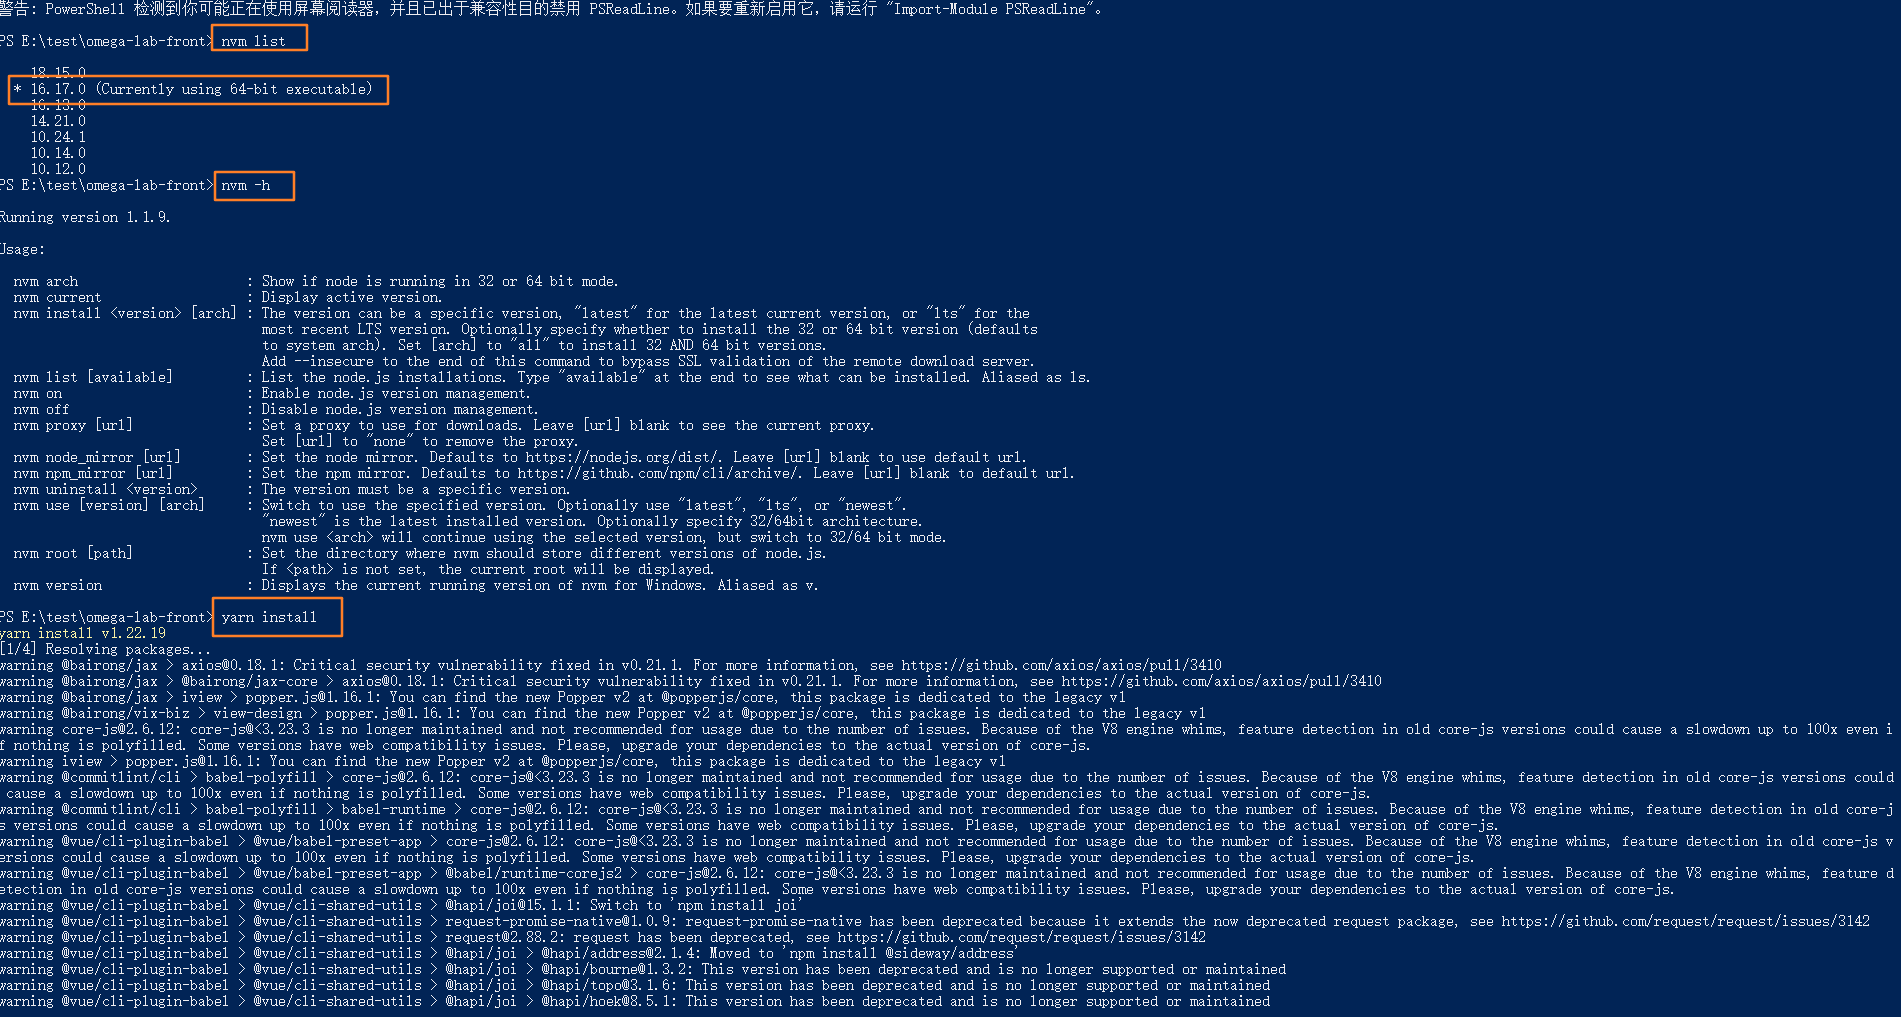 警告: PowerShell 检测到你可能正在使用屏幕阅读器，并且已出于兼容性目的禁用 PSReadLine。如果要重新启用它，请运行 "Import-Module PSReadLine"。
PS E:\test\omega-lab-front> nvm list
18.15.0
* 16.17.0 (Currently using 64-bit executable)
16.13.0
14.21.0
10.24.1
10.14.0
10.12.0
PS E:\test\omega-lab-front> nvm -h
Running version 1.1.9.
Usage:
nvm arch : Show if node is running in 32 or 64 bit mode.
nvm current : Display active version.
nvm install <version> [arch] : The version can be a specific version, "latest" for the latest current version, or "lts" for the
most recent LTS version. Optionally specify whether to install the 32 or 64 bit version (defaults
to system arch). Set [arch] to "all" to install 32 AND 64 bit versions.
Add --insecure to the end of this command to bypass SSL validation of the remote download server.
nvm list [available] : List the node.js installations. Type "available" at the end to see what can be installed. Aliased as ls.
nvm on : Enable node.js version management.
nvm off : Disable node.js version management.
nvm proxy [url] : Set a proxy to use for downloads. Leave [url] blank to see the current proxy.
Set [url] to "none" to remove the proxy.
nvm node_mirror [url] : Set the node mirror. Defaults to https://nodejs.org/dist/. Leave [url] blank to use default url.
nvm npm_mirror [url] : Set the npm mirror. Defaults to https://github.com/npm/cli/archive/. Leave [url] blank to default url.
nvm uninstall <version> : The version must be a specific version.
nvm use [version] [arch] : Switch to use the specified version. Optionally use "latest", "lts", or "newest".
"newest" is the latest installed version. Optionally specify 32/64bit architecture.
nvm use <arch> will continue using the selected version, but switch to 32/64 bit mode.
nvm root [path] : Set the directory where nvm should store different versions of node.js.
If <path> is not set, the current root will be displayed.
nvm version : Displays the current running version of nvm for Windows. Aliased as v.
PS E:\test\omega-lab-front> yarn install
yarn install v1.22.19
[1/4] Resolving packages...
warning @bairong/jax > axios@0.18.1: Critical security vulnerability fixed in v0.21.1. For more information, see https://github.com/axios/axios/pull/3410
warning @bairong/jax > @bairong/jax-core > axios@0.18.1: Critical security vulnerability fixed in v0.21.1. For more information, see https://github.com/axios/axios/pull/3410
warning @bairong/jax > iview > popper.js@1.16.1: You can find the new Popper v2 at @popperjs/core, this package is dedicated to the legacy v1
warning @bairong/vix-biz > view-design > popper.js@1.16.1: You can find the new Popper v2 at @popperjs/core, this package is dedicated to the legacy v1
warning core-js@2.6.12: core-js@<3.23.3 is no longer maintained and not recommended for usage due to the number of issues. Because of the V8 engine whims, feature detection in old core-js versions could cause a slowdown up to 100x even i
f nothing is polyfilled. Some versions have web compatibility issues. Please, upgrade your dependencies to the actual version of core-js.
warning iview > popper.js@1.16.1: You can find the new Popper v2 at @popperjs/core, this package is dedicated to the legacy v1
warning @commitlint/cli > babel-polyfill > core-js@2.6.12: core-js@<3.23.3 is no longer maintained and not recommended for usage due to the number of issues. Because of the V8 engine whims, feature detection in old core-js versions could
cause a slowdown up to 100x even if nothing is polyfilled. Some versions have web compatibility issues. Please, upgrade your dependencies to the actual version of core-js.
warning @commitlint/cli > babel-polyfill > babel-runtime > core-js@2.6.12: core-js@<3.23.3 is no longer maintained and not recommended for usage due to the number of issues. Because of the V8 engine whims, feature detection in old core-j
s versions could cause a slowdown up to 100x even if nothing is polyfilled. Some versions have web compatibility issues. Please, upgrade your dependencies to the actual version of core-js.
warning @vue/cli-plugin-babel > @vue/babel-preset-app > core-js@2.6.12: core-js@<3.23.3 is no longer maintained and not recommended for usage due to the number of issues. Because of the V8 engine whims, feature detection in old core-js v
ersions could cause a slowdown up to 100x even if nothing is polyfilled. Some versions have web compatibility issues. Please, upgrade your dependencies to the actual version of core-js.
warning @vue/cli-plugin-babel > @vue/babel-preset-app > @babel/runtime-corejs2 > core-js@2.6.12: core-js@<3.23.3 is no longer maintained and not recommended for usage due to the number of issues. Because of the V8 engine whims, feature d
etection in old core-js versions could cause a slowdown up to 100x even if nothing is polyfilled. Some versions have web compatibility issues. Please, upgrade your dependencies to the actual version of core-js.
warning @vue/cli-plugin-babel > @vue/cli-shared-utils > @hapi/joi@15.1.1: Switch to 'npm install joi'
warning @vue/cli-plugin-babel > @vue/cli-shared-utils > request-promise-native@1.0.9: request-promise-native has been deprecated because it extends the now deprecated request package, see https://github.com/request/request/issues/3142
warning @vue/cli-plugin-babel > @vue/cli-shared-utils > request@2.88.2: request has been deprecated, see https://github.com/request/request/issues/3142
warning @vue/cli-plugin-babel > @vue/cli-shared-utils > @hapi/joi > @hapi/address@2.1.4: Moved to 'npm install @sideway/address'
warning @vue/cli-plugin-babel > @vue/cli-shared-utils > @hapi/joi > @hapi/bourne@1.3.2: This version has been deprecated and is no longer supported or maintained
warning @vue/cli-plugin-babel > @vue/cli-shared-utils > @hapi/joi > @hapi/topo@3.1.6: This version has been deprecated and is no longer supported or maintained
warning @vue/cli-plugin-babel > @vue/cli-shared-utils > @hapi/joi > @hapi/hoek@8.5.1: This version has been deprecated and is no longer supported or maintained